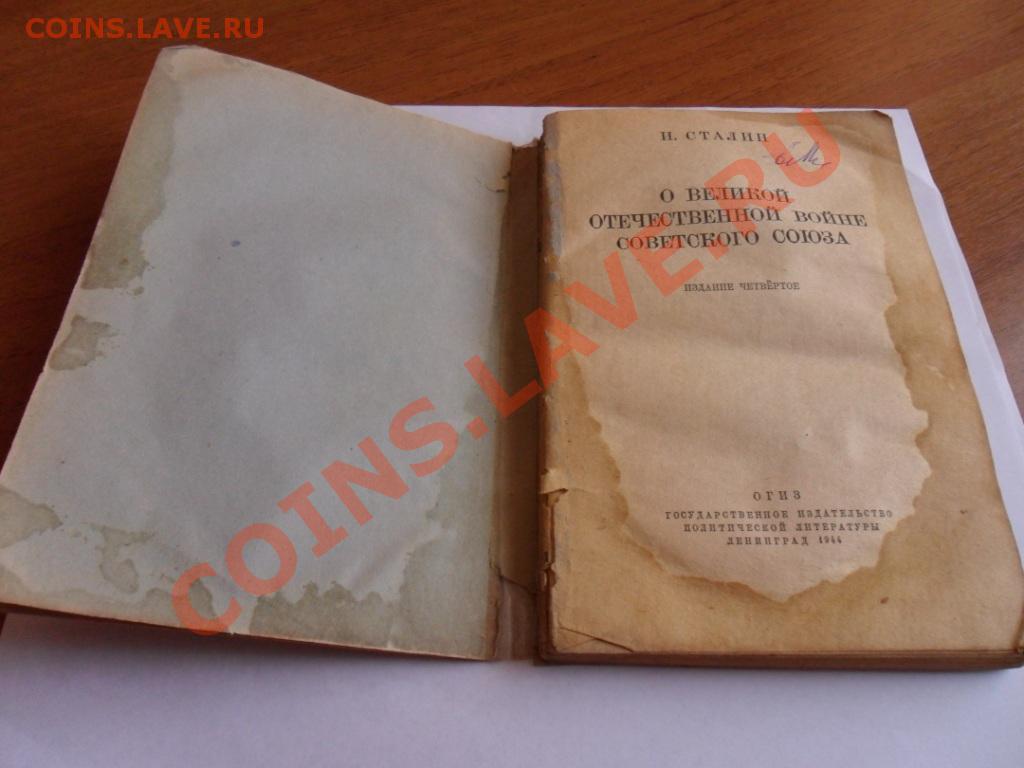 COINS.LAVE.RU
И. СТАЛИН
О ВЕЛИКОЙ
ОТЕЧЕСТВЕННОЙ ВОЙНЕ
СОВЕТСКОГО СОЮЗА
ИЗДАНИЕ ЧЕТВЁРТОЕ
ОГИЗ
ГОСУДАРСТВЕННОЕ ИЗДАТЕЛЬСТВО
ПОЛИТИЧЕСКОЙ ЛИТЕРАТУРЫ
ЛЕНИНГРАД 1944
COINS.LAVE.RU